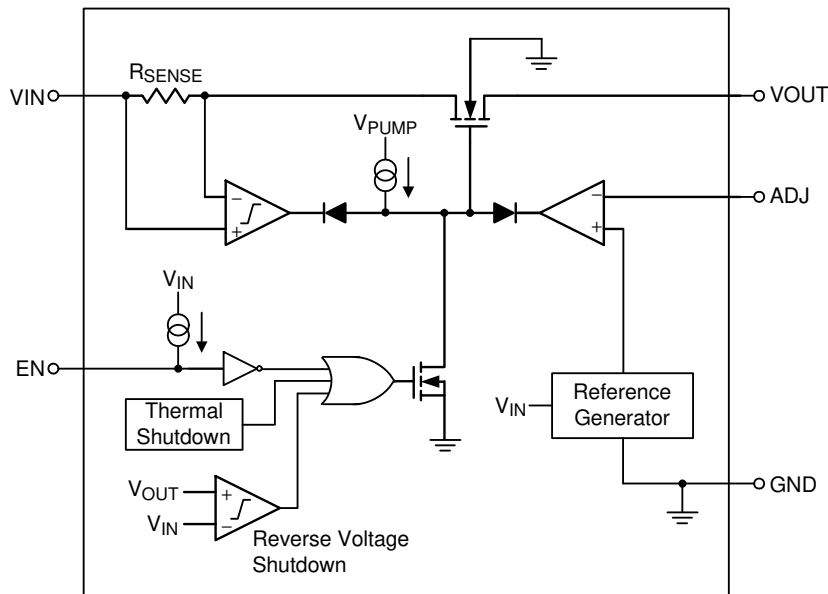 RSENSE
VIN
VOUT
VPUMP
ADJ
−
+
−
+
VIN
EN
Thermal
Shutdown
VIN
Reference
Generator
VOUT
+
VIN
−
GND
Reverse Voltage
Shutdown